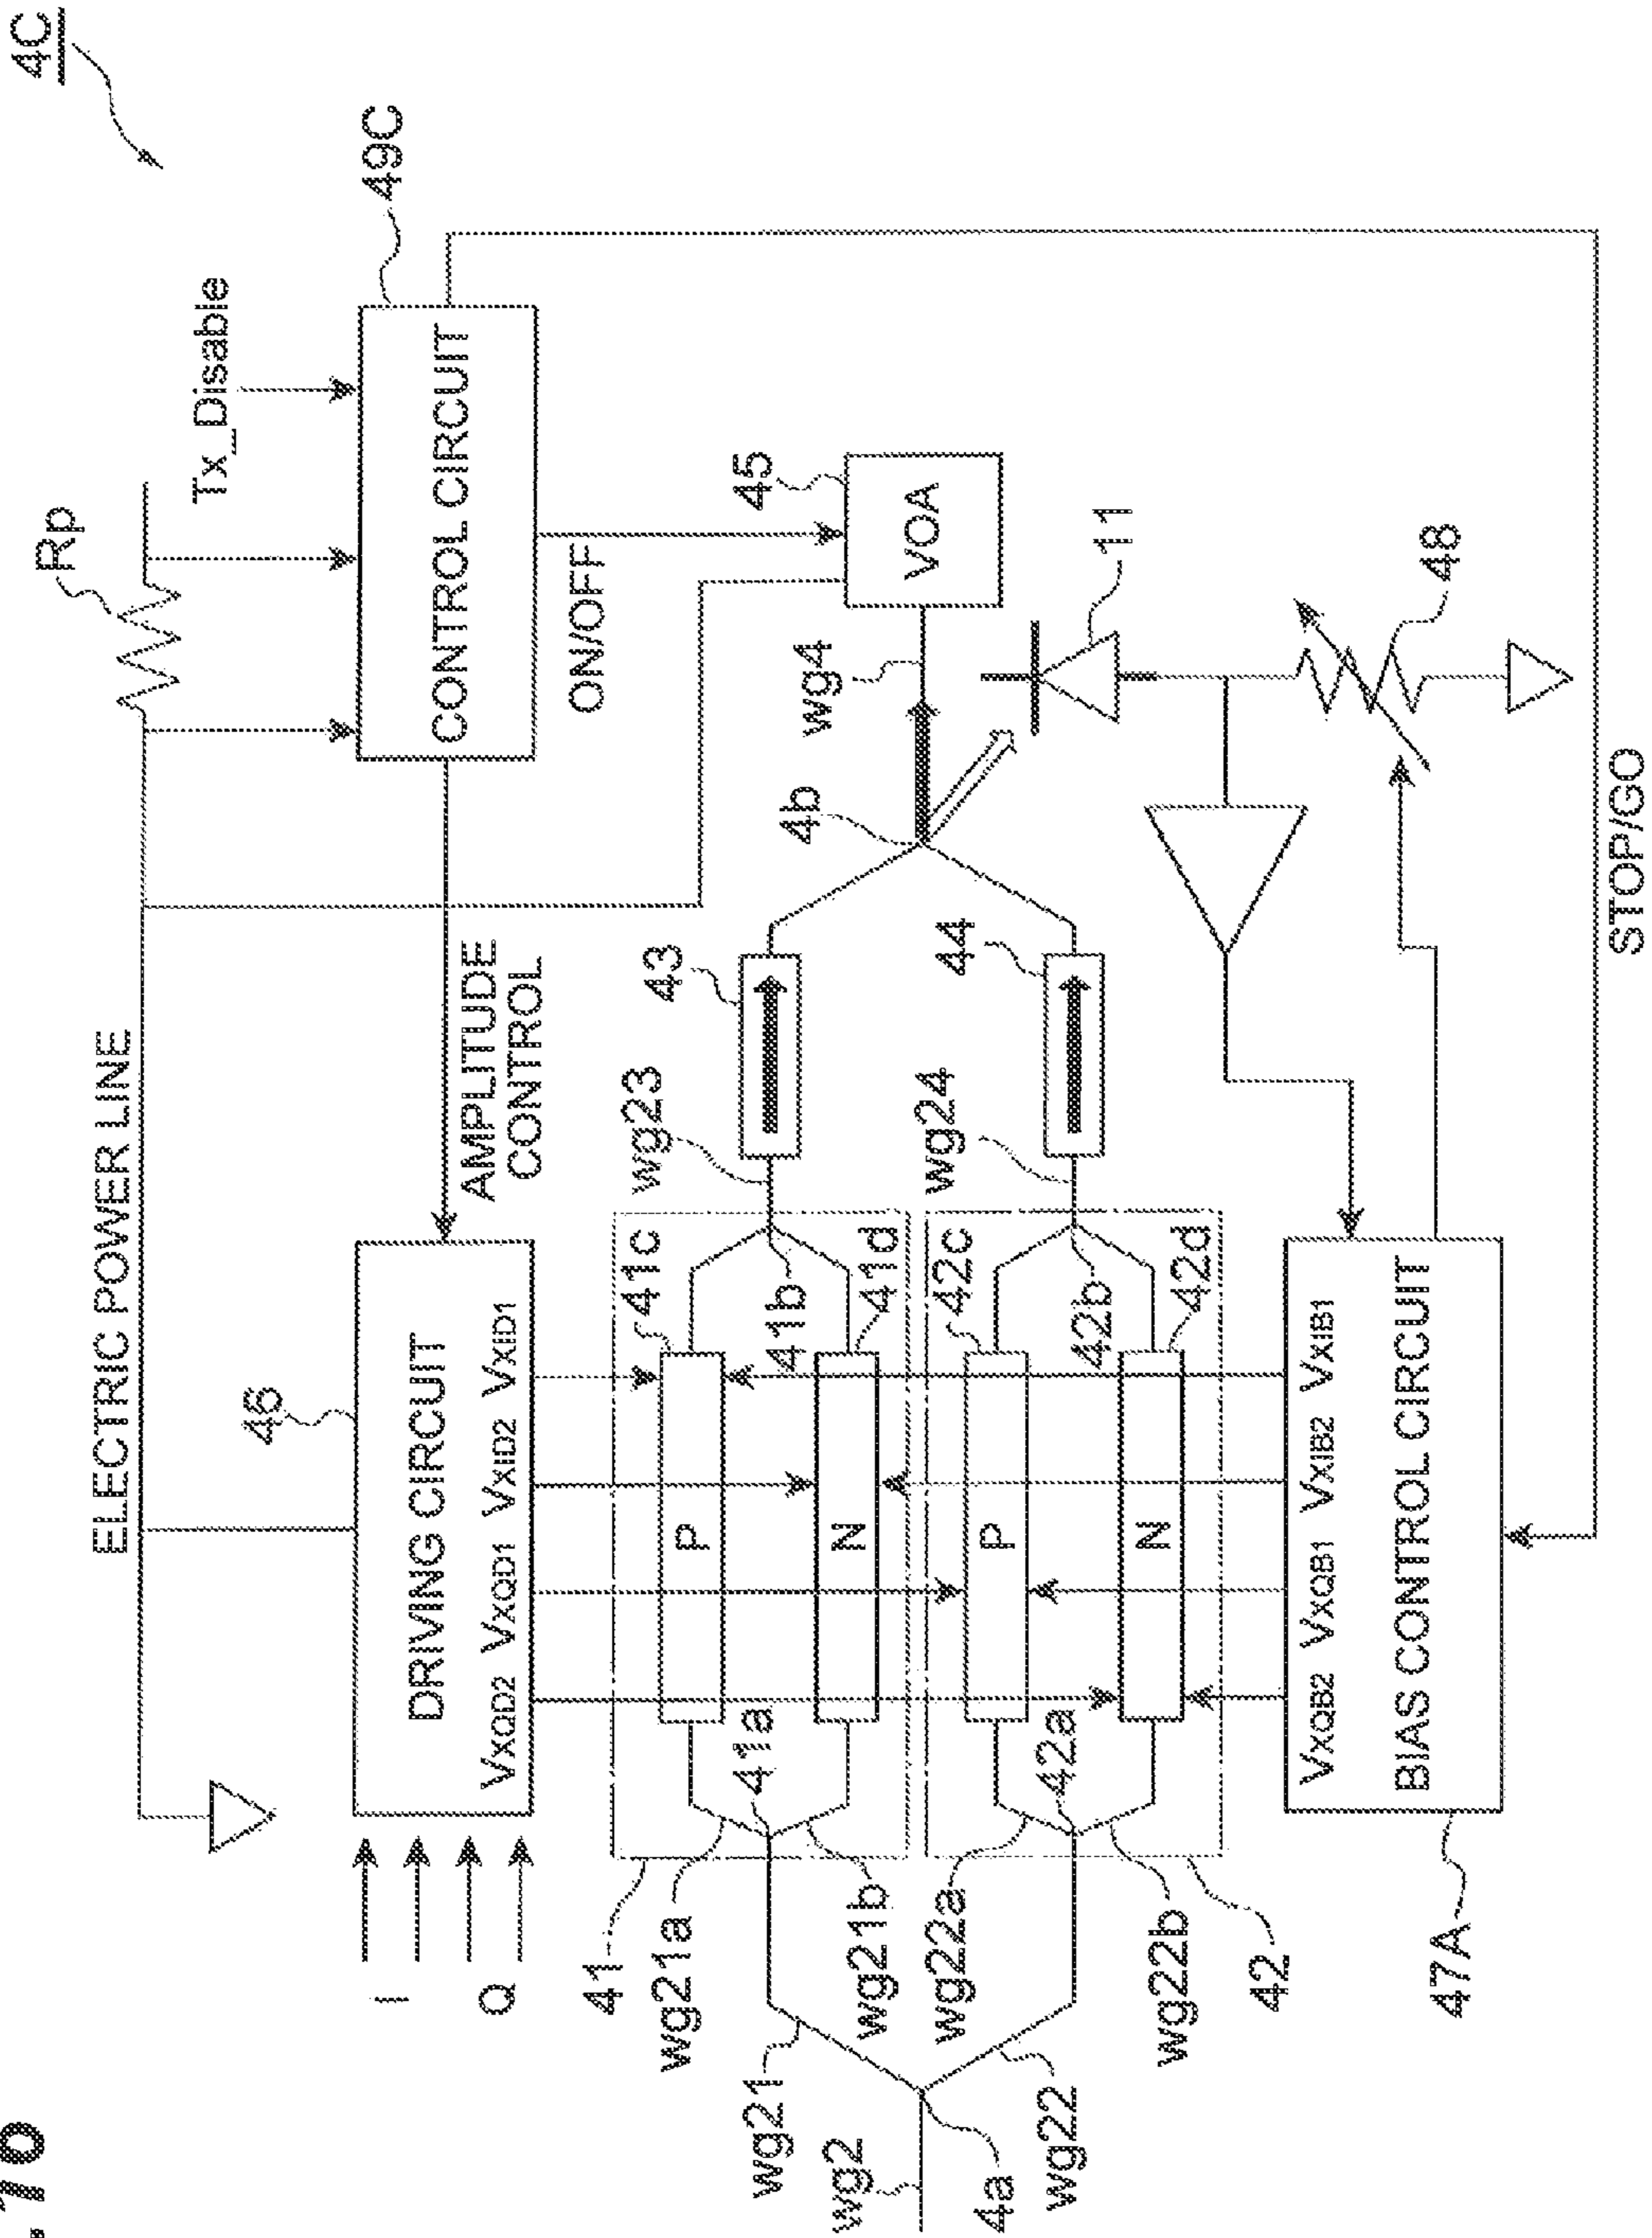 . 10
4C
Rp
ELECTRIC POWER LINE
Tx_Disable
49C
CONTROL CIRCUIT
46
DRIVING CIRCUIT
VXQD2 VXQD1 VXID2 VXID1
AMPLITUDE
CONTROL
ON/OFF
I
Q
41
wg21a
41a
P
41c
wg23
43
45
VOA
wg21
wg21b
N
41b
41d
4b
wg4
wg2
4a
wg22
wg22a
42a
P
42c
wg24
44
11
wg22b
N
42b
42d
42
48
VXQB2 VXQB1 VXIB2 VXIB1
BIAS CONTROL CIRCUIT
47A
STOP/GO